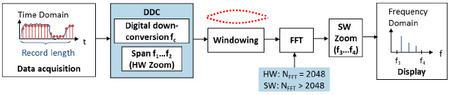 Time Domain
t
Record length
Data acquisition
DDC
Digital down-
conversion fc
Span f1...f2
(HW Zoom)
Windowing
FFT
HW: NFFT = 2048
SW: NFFT > 2048
SW
Zoom
(f3...f4)
Frequency
Domain
f
f3 f4
Display